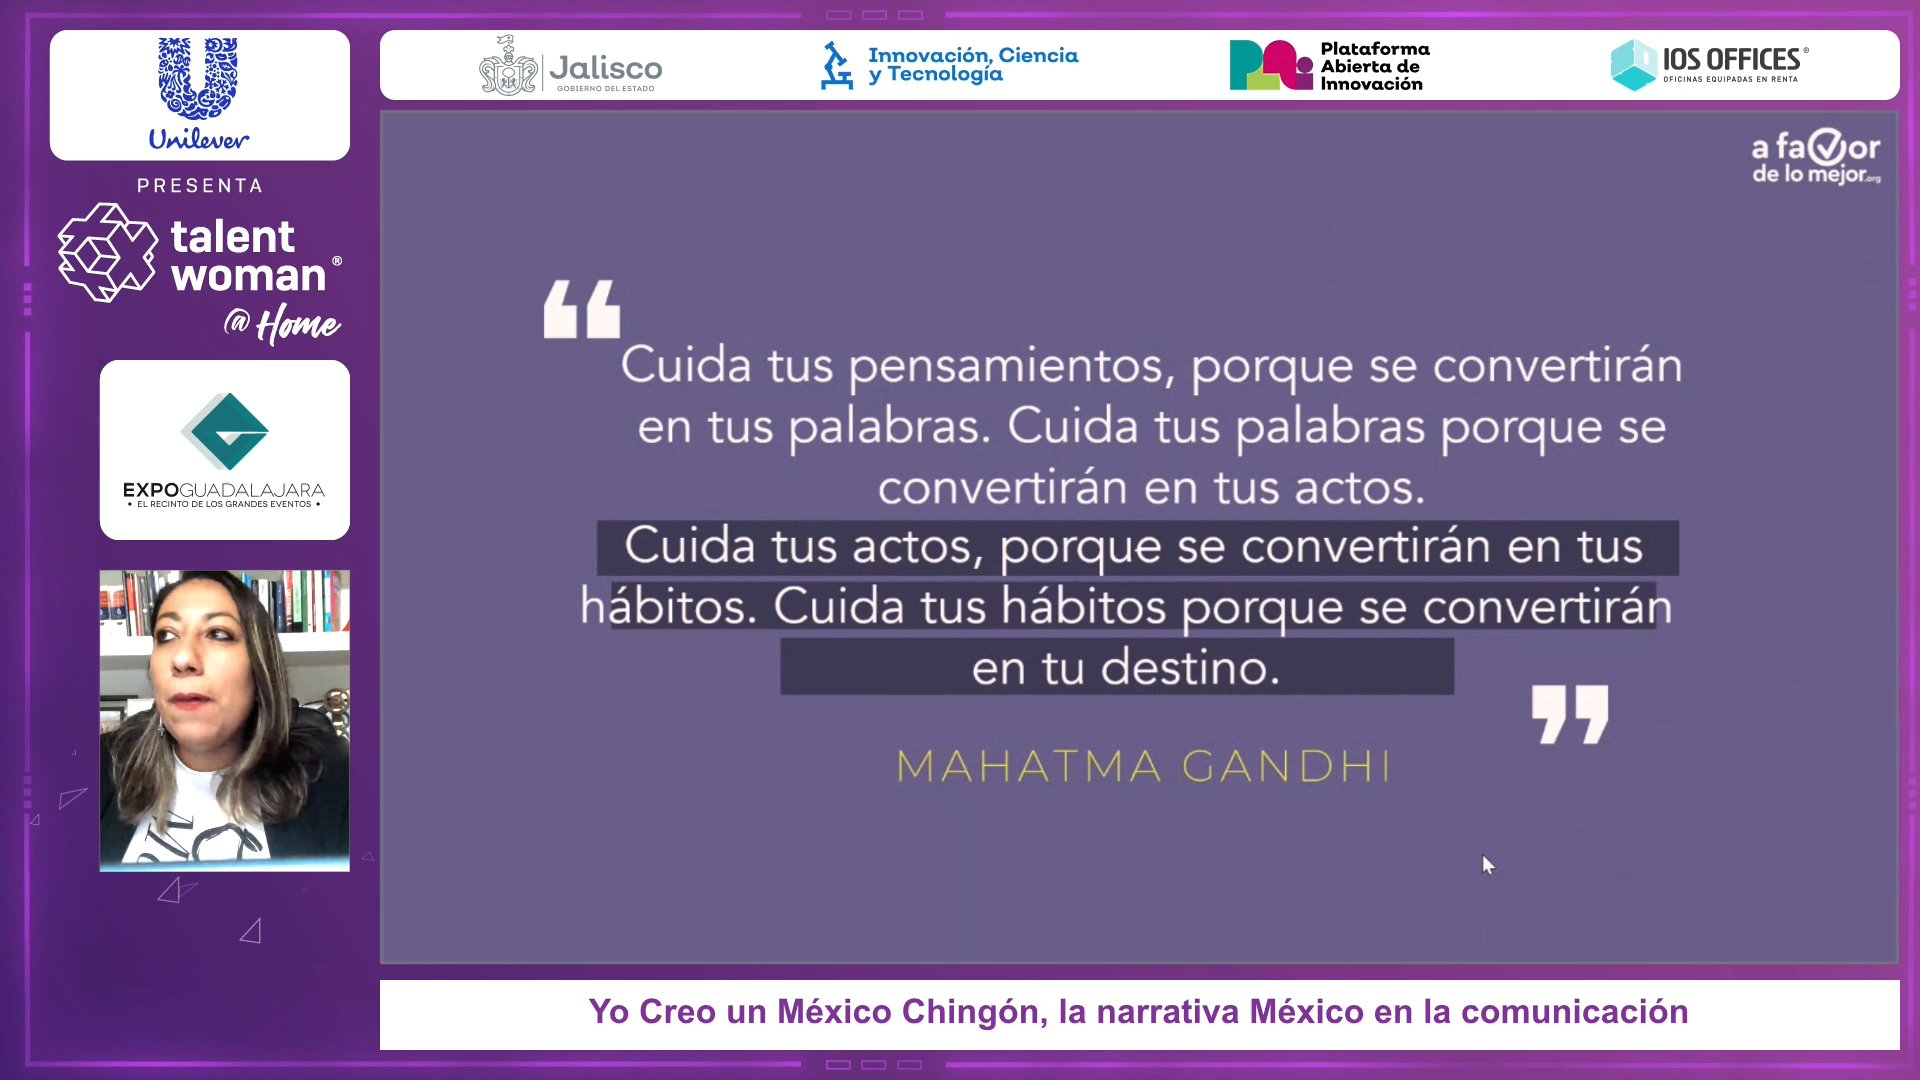 Unilever
PRESENTA
talent
woman®
@Home
EXPOGUADALAJARA
• EL RECINTO DE LOS GRANDES EVENTOS •
Jalisco
GOBIERNO DEL ESTADO
Innovación, Ciencia
y Tecnología
Plataforma
Abierta de
Innovación
IOS OFFICES®
OFICINAS EQUIPADAS EN RENTA
a favor
de lo mejor.org
“
Cuida tus pensamientos, porque se convertirán
en tus palabras. Cuida tus palabras porque se
convertirán en tus actos.
Cuida tus actos, porque se convertirán en tus
hábitos. Cuida tus hábitos porque se convertirán
en tu destino.
”
MAHATMA GANDHI
Yo Creo un México Chingón, la narrativa México en la comunicación